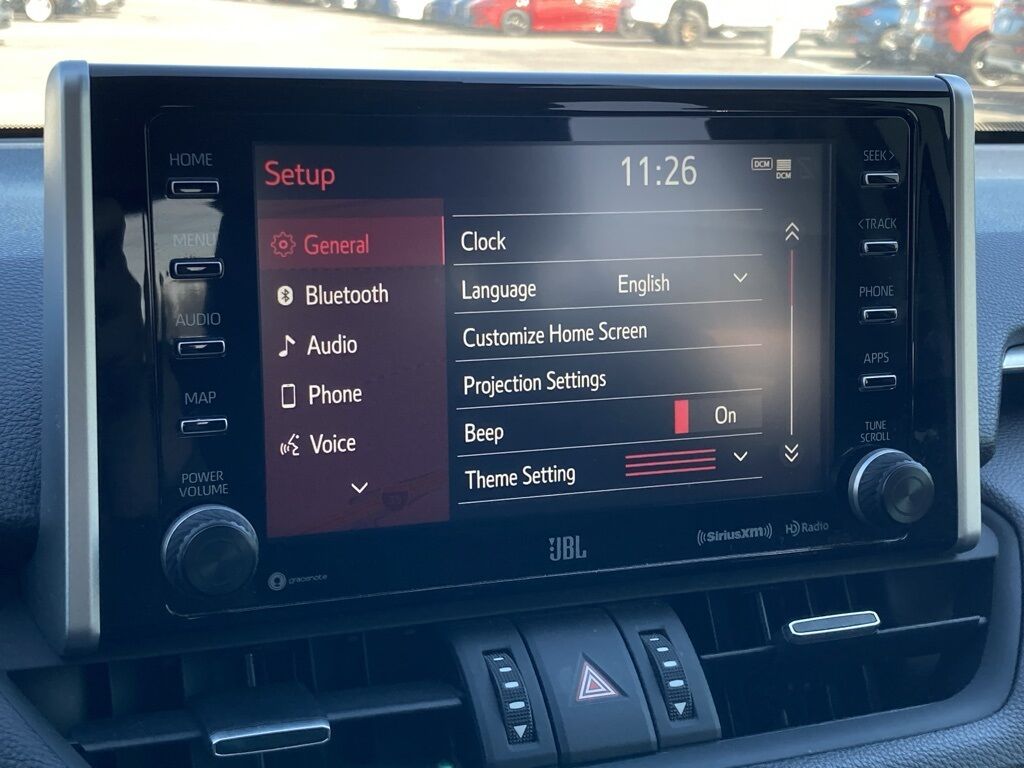 HOME
MENU
AUDIO
MAP
POWER
VOLUME
Setup
11:26
DCM
DCM
General
Bluetooth
Audio
Phone
Voice
Clock
Language English
Customize Home Screen
Projection Settings
Beep On
Theme Setting
SEEK>
<TRACK
PHONE
APPS
TUNE
SCROLL
gracenote
JBL
((SiriusXM))
HD Radio